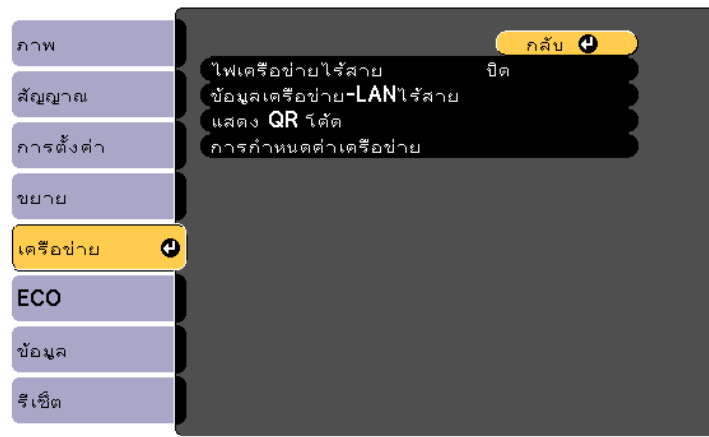 ภาพ
สัญญาณ
การตั้งค่า
ขยาย
เครือข่าย
ECO
ข้อมูล
รีเซ็ต
กลับ
ไฟเครือข่ายไร้สาย ปิด
ข้อมูลเครือข่าย-LANไร้สาย
แสดง QR โค้ด
การกำหนดค่าเครือข่าย